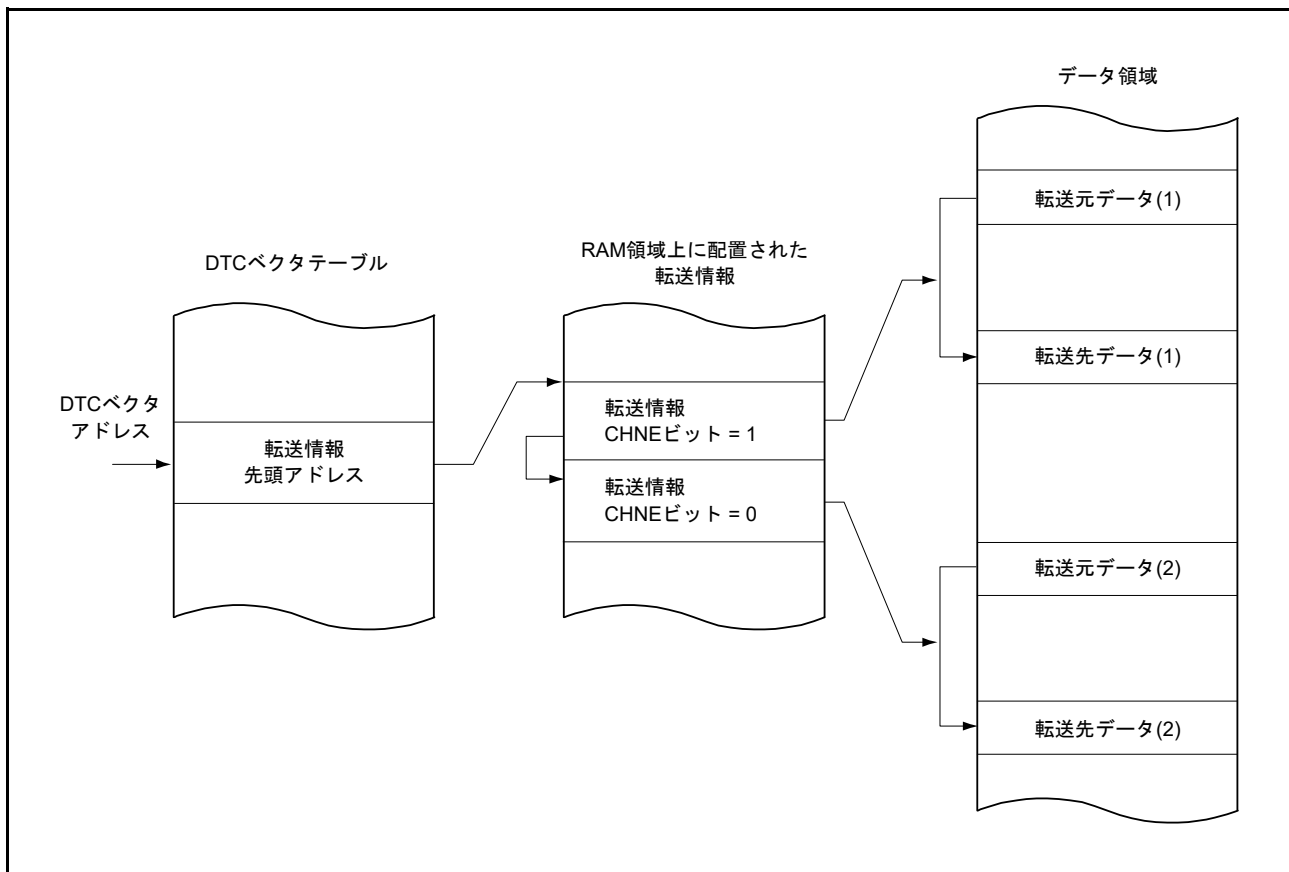 データ領域
転送元データ(1)
転送先データ(1)
転送元データ(2)
転送先データ(2)
RAM領域上に配置された
転送情報
転送情報
CHNEビット = 1
転送情報
CHNEビット = 0
DTCベクタテーブル
転送情報
先頭アドレス
DTCベクタ
アドレス